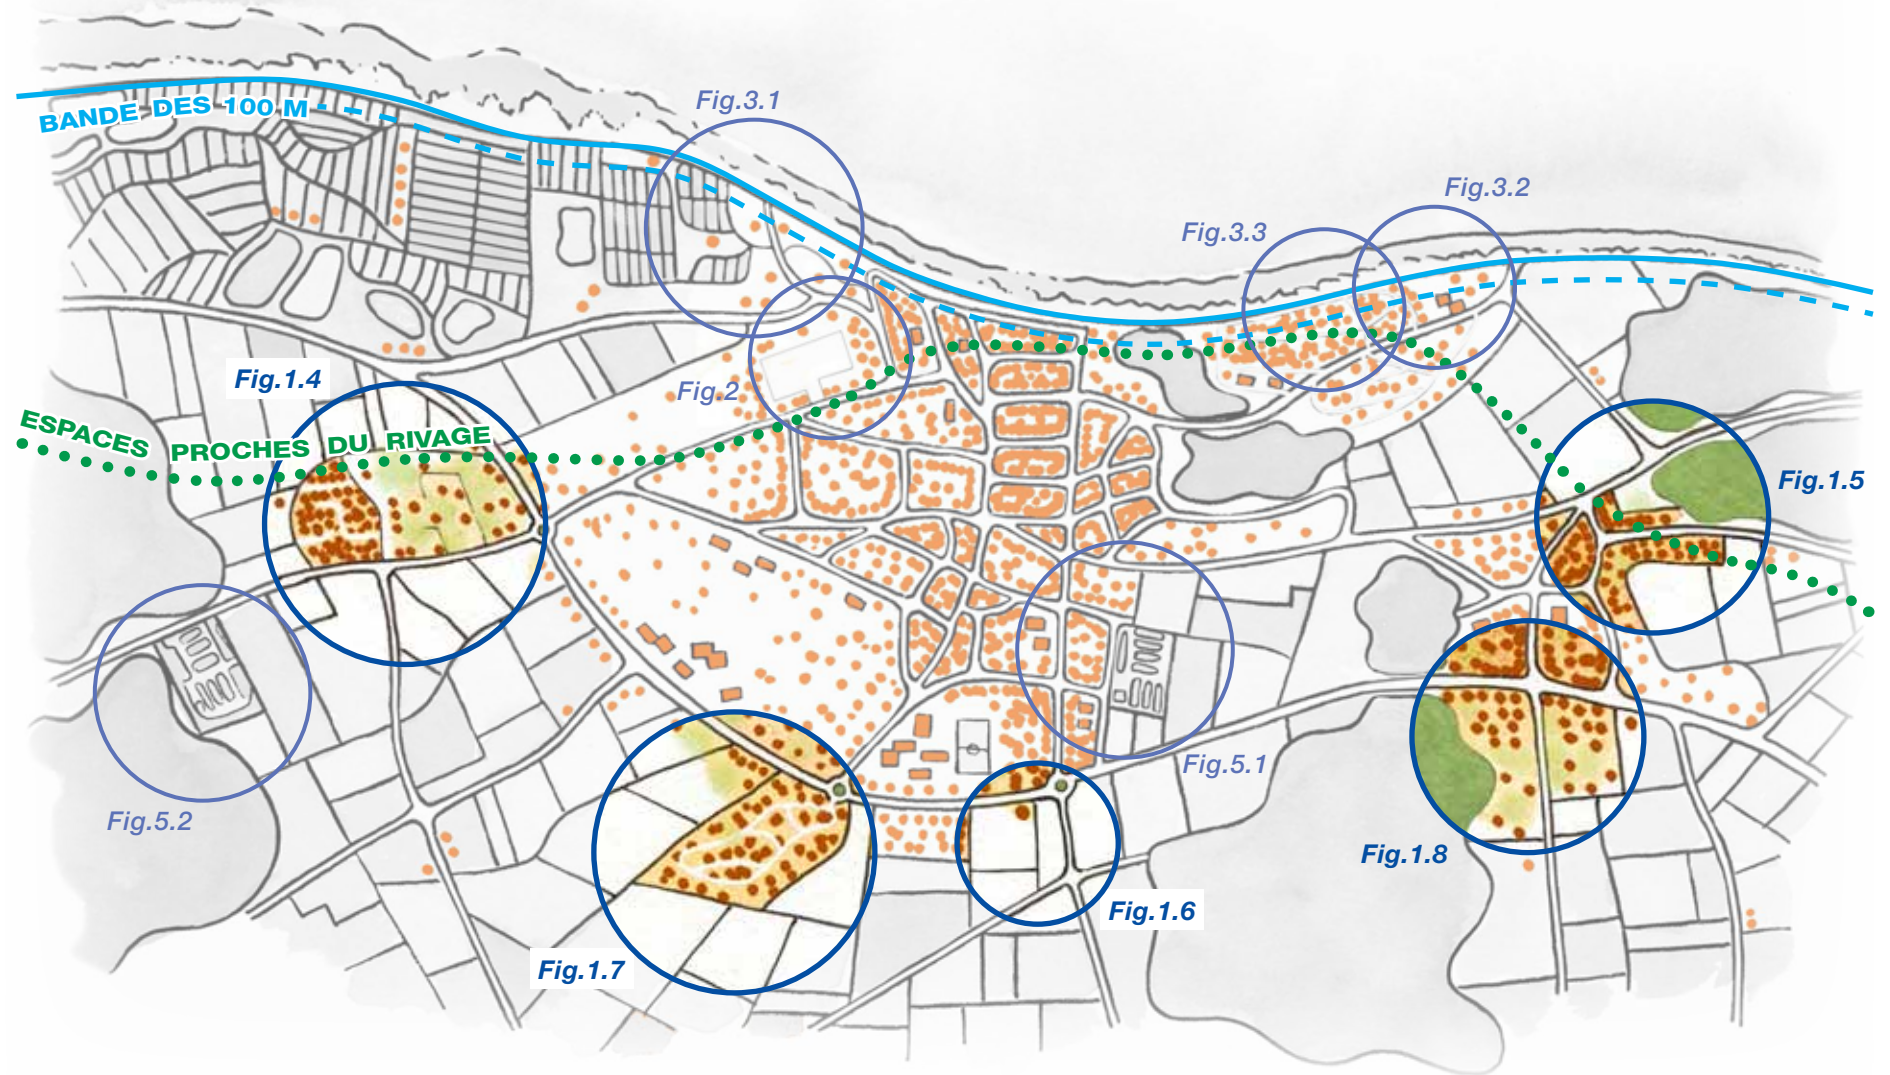 BANDE DES 100 M
Fig.3.1
Fig.3.2
Fig.3.3
Fig.1.4
Fig.2
ESPACES PROCHES DU RIVAGE
Fig.1.5
Fig.5.1
Fig.5.2
Fig.1.8
Fig.1.6
Fig.1.7